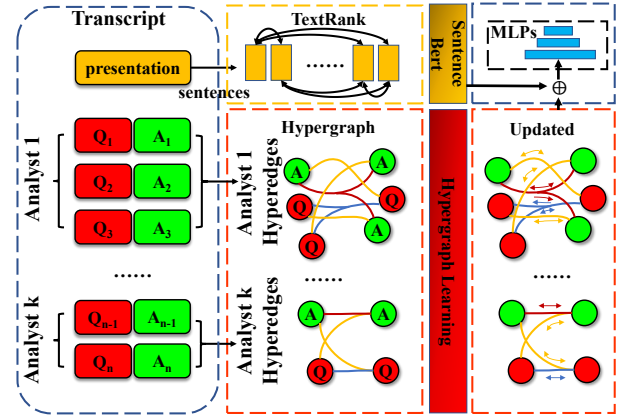 Transcript
TextRank
Sentence
Bert
MLPs
presentation
......
sentences
⊕
Analyst 1
Q1 A1
Q2 A2
Q3 A3
......
Analyst k
Qn-1 An-1
Qn An
Analyst 1
Hyperedges
Hypergraph
A A
Q Q
Q A
......
Analyst k
Hyperedges
A A
Q Q
Hypergraph Learning
Updated
......